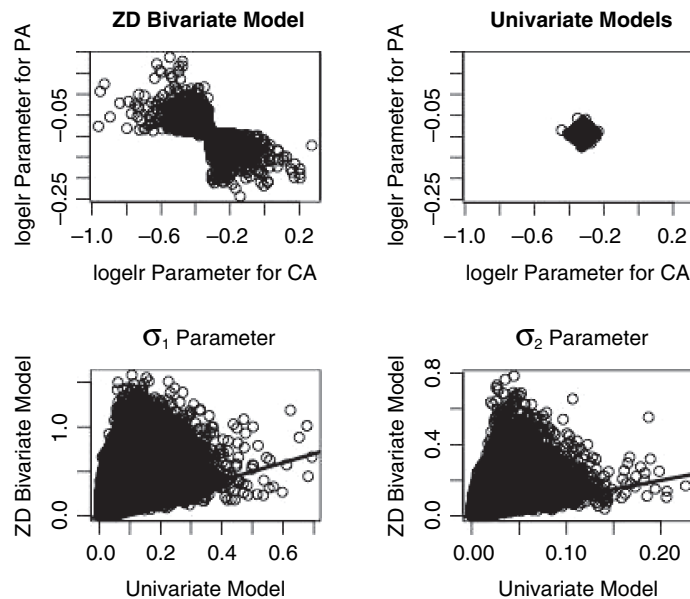 ZD Bivariate Model
logelr Parameter for PA
−0.05
−0.25
−1.0 −0.6 −0.2 0.2
logelr Parameter for CA
Univariate Models
logelr Parameter for PA
−0.05
−0.25
−1.0 −0.6 −0.2 0.2
logelr Parameter for CA
σ1 Parameter
ZD Bivariate Model
1.0
0.0
0.0 0.2 0.4 0.6
Univariate Model
σ2 Parameter
ZD Bivariate Model
0.8
0.4
0.0
0.00 0.10 0.20
Univariate Model